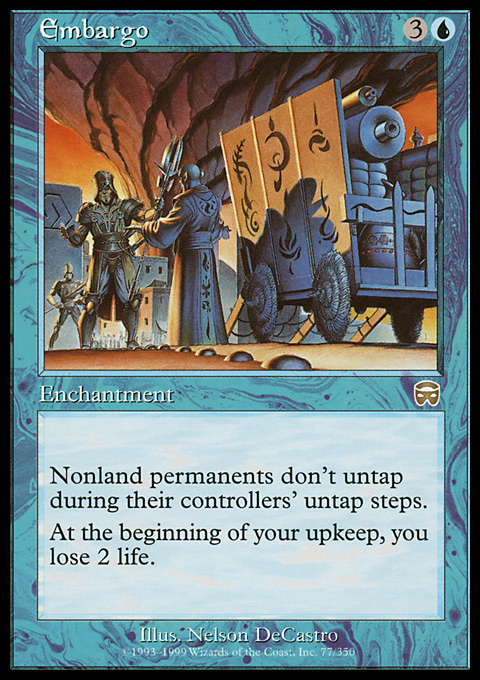 Embargo 3
Enchantment
Nonland permanents don't untap
during their controllers' untap steps.
At the beginning of your upkeep, you
lose 2 life.
Illus. Nelson DeCastro
©1993-1999 Wizards of the Coast, Inc. 77/350